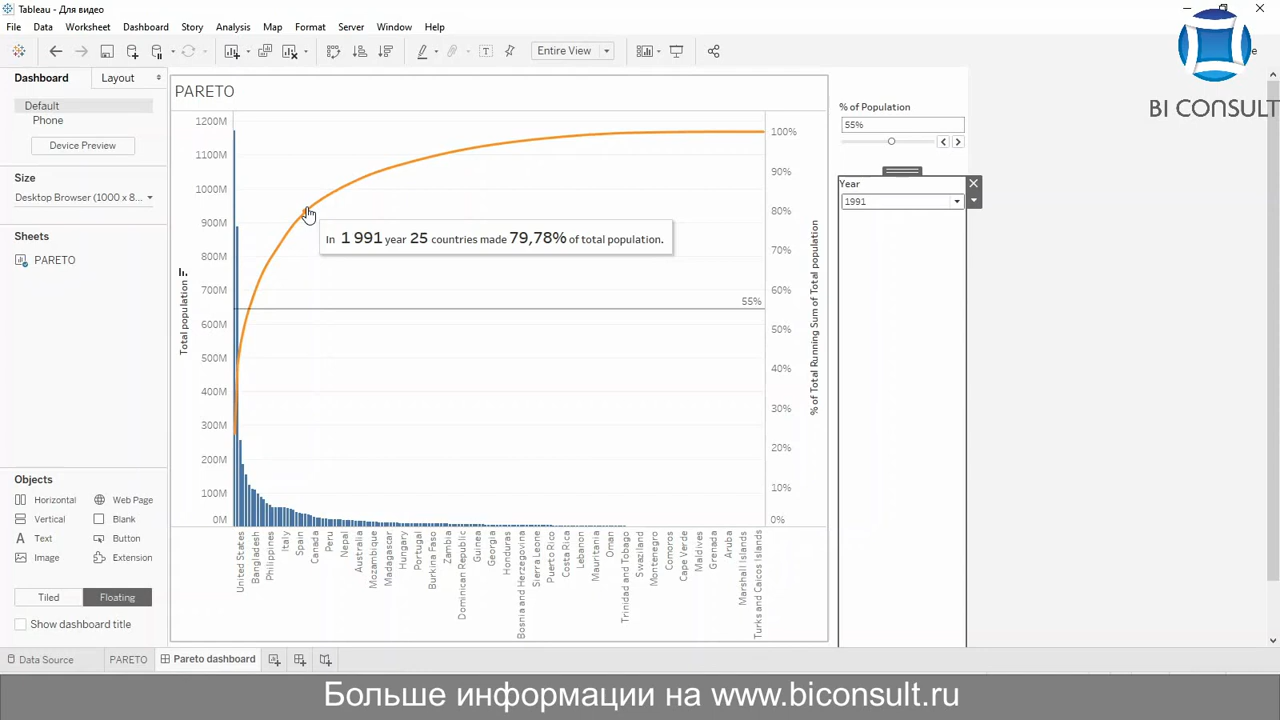 Tableau - Для видео
File Data Worksheet Dashboard Story Analysis Map Format Server Window Help
Entire View
BI CONSULT
Dashboard Layout
Default
Phone
Device Preview
Size
Desktop Browser (1000 x 8...
Sheets
PARETO
Objects
Horizontal Web Page
Vertical Blank
Text Button
Image Extension
Tiled Floating
Show dashboard title
PARETO
Total population
1200M
1100M
1000M
900M
800M
700M
600M
500M
400M
300M
200M
100M
0M
In 1 991 year 25 countries made 79,78% of total population.
55%
100%
90%
80%
70%
60%
50%
40%
30%
20%
10%
0%
% of Total Running Sum of Total population
United States
Bangladesh
Philippines
Italy
Spain
Canada
Peru
Nepal
Australia
Mozambique
Madagascar
Hungary
Portugal
Burkina Faso
Zambia
Dominican Republic
Guinea
Georgia
Honduras
Bosnia and Herzegovina
Sierra Leone
Puerto Rico
Costa Rica
Lebanon
Mauritania
Oman
Trinidad and Tobago
Swaziland
Montenegro
Comoros
Cape Verde
Maldives
Grenada
Aruba
Marshall Islands
Turks and Caicos Islands
% of Population
55%
Year
1991
Data Source PARETO Pareto dashboard
Больше информации на www.biconsult.ru